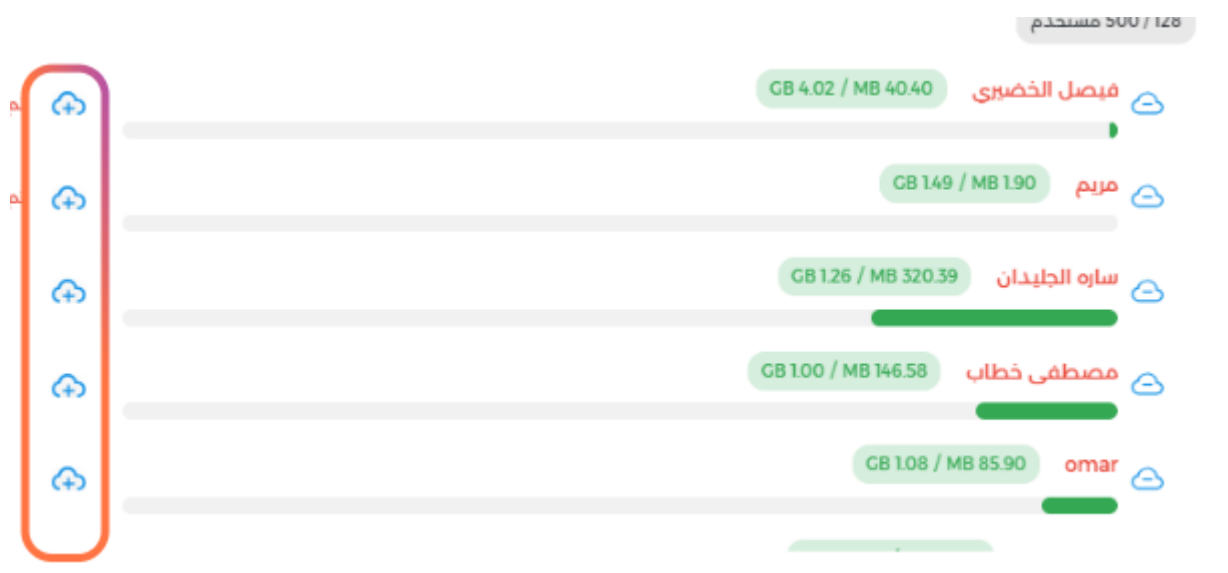 128 / 500 مستخدم
فيصل الخضيري 40.40 MB / 4.02 GB
مريم 1.90 MB / 1.49 GB
ساره الجليدان 320.39 MB / 1.26 GB
مصطفى خطاب 146.58 MB / 1.00 GB
omar 85.90 MB / 1.08 GB